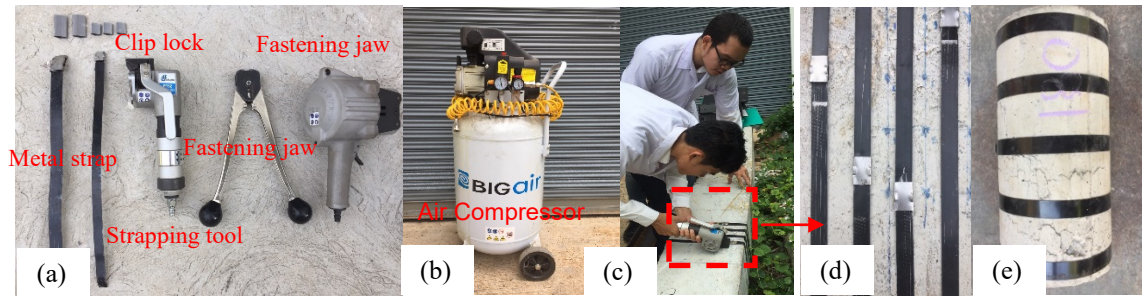 Clip lock
Fastening jaw
Metal strap
Fastening jaw
Strapping tool
(a)
BIGair
Air Compressor
(b)
(c)
(d)
(e)